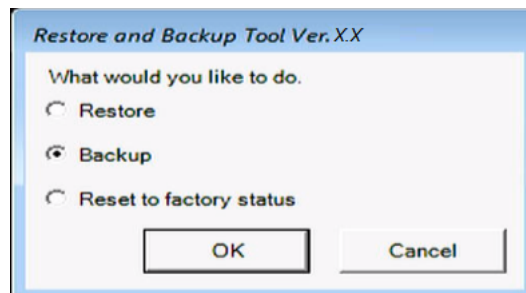 Restore and Backup Tool Ver. X.X
What would you like to do.
Restore
Backup
Reset to factory status
OK Cancel